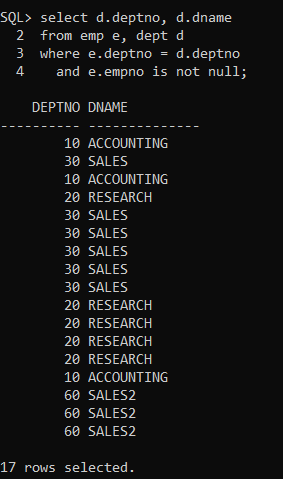 SQL> select d.deptno, d.dname
  2  from emp e, dept d
  3  where e.deptno = d.deptno
  4    and e.empno is not null;

    DEPTNO DNAME
---------- --------------
        10 ACCOUNTING
        30 SALES
        10 ACCOUNTING
        20 RESEARCH
        30 SALES
        30 SALES
        30 SALES
        30 SALES
        30 SALES
        20 RESEARCH
        20 RESEARCH
        20 RESEARCH
        20 RESEARCH
        10 ACCOUNTING
        60 SALES2
        60 SALES2
        60 SALES2

17 rows selected.